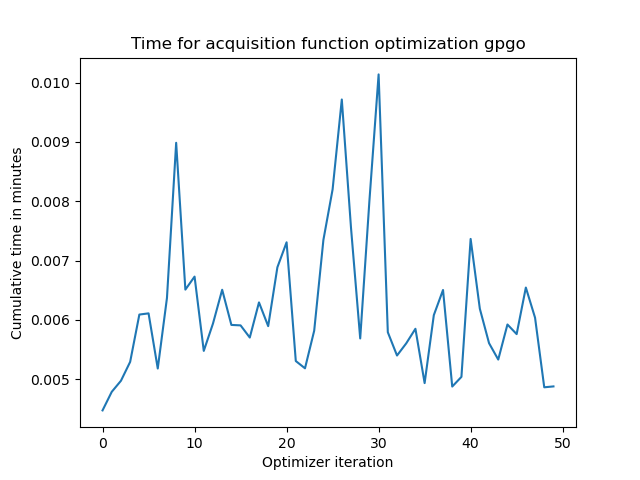 Time for acquisition function optimization gpgo
0.010
0.009
0.008
0.007
0.006
0.005
Cumulative time in minutes
0 10 20 30 40 50
Optimizer iteration